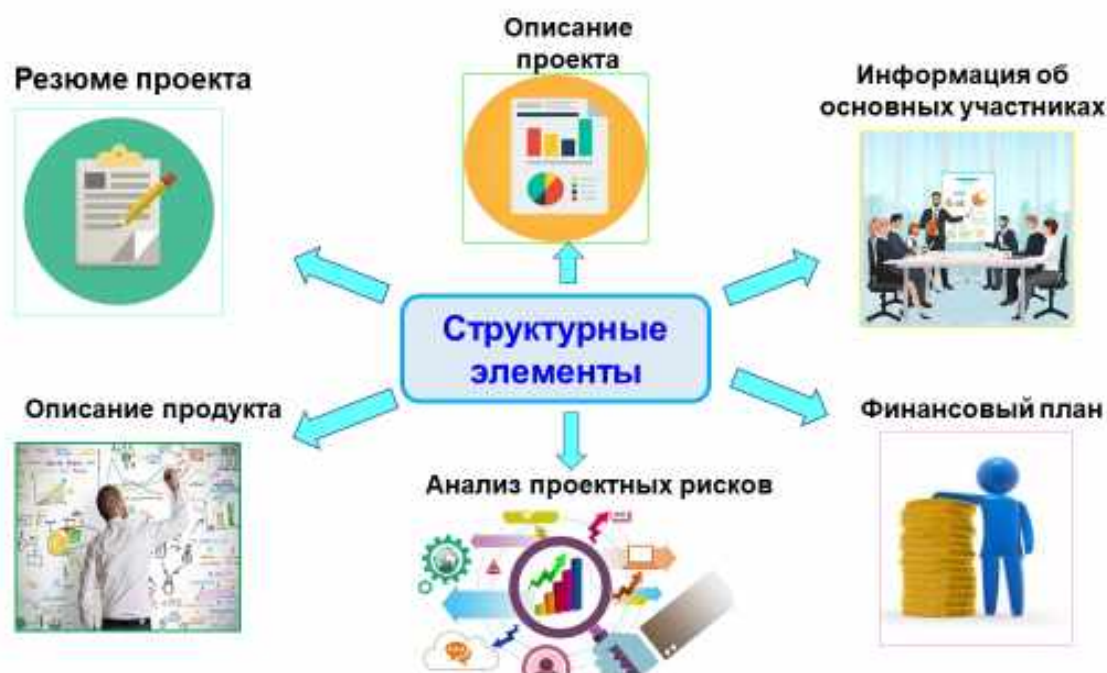 Описание
проекта
Резюме проекта
Информация об
основных участниках
Структурные
элементы
Описание продукта
Финансовый план
Анализ проектных рисков